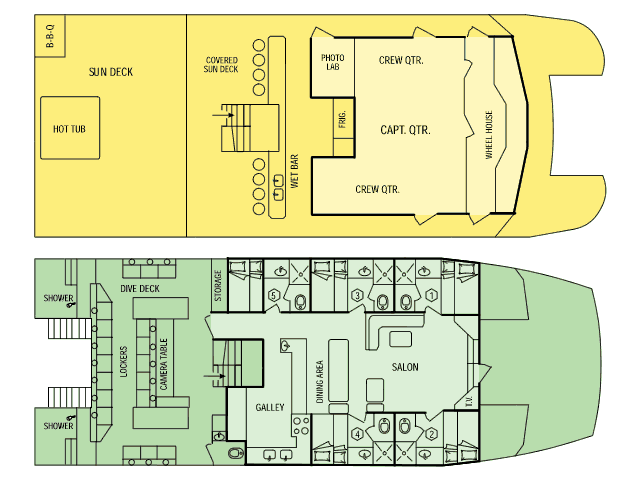 B-B-Q
SUN DECK
HOT TUB
COVERED
SUN DECK
WET BAR
PHOTO
LAB
FRIG.
CREW QTR.
CAPT. QTR.
CREW QTR.
WHEEL HOUSE
SHOWER
DIVE DECK
STORAGE
LOCKERS
CAMERA TABLE
SHOWER
5
3
1
DINING AREA
SALON
GALLEY
T.V.
4
2